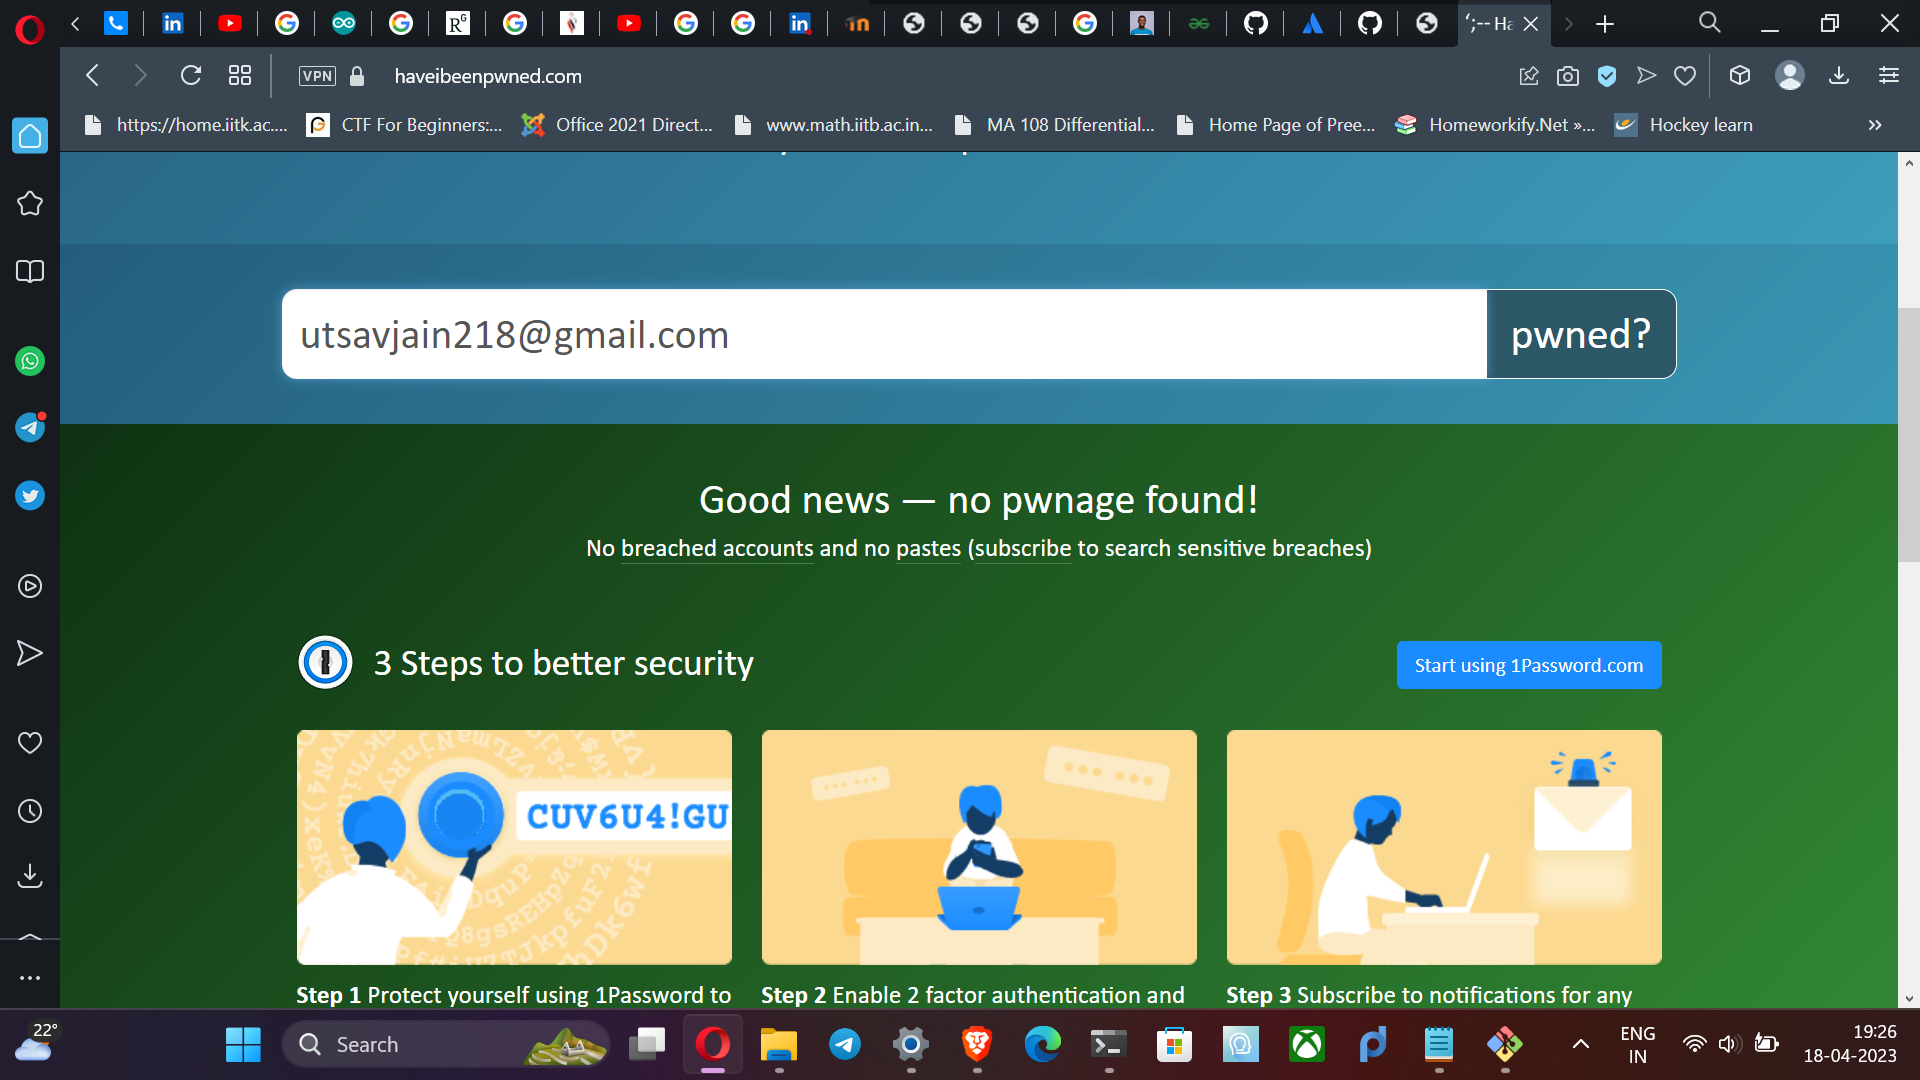 ';-- Ha
VPN
haveibeenpwned.com
https://home.iitk.ac....
CTF For Beginners:...
Office 2021 Direct...
www.math.iitb.ac.in...
MA 108 Differential...
Home Page of Pree...
Homeworkify.Net »...
Hockey learn
»
utsavjain218@gmail.com
pwned?
Good news — no pwnage found!
No breached accounts and no pastes (subscribe to search sensitive breaches)
3 Steps to better security
Start using 1Password.com
CUV6U4!GU
Step 1 Protect yourself using 1Password to
Step 2 Enable 2 factor authentication and
Step 3 Subscribe to notifications for any
22°
Search
ENG
IN
19:26
18-04-2023